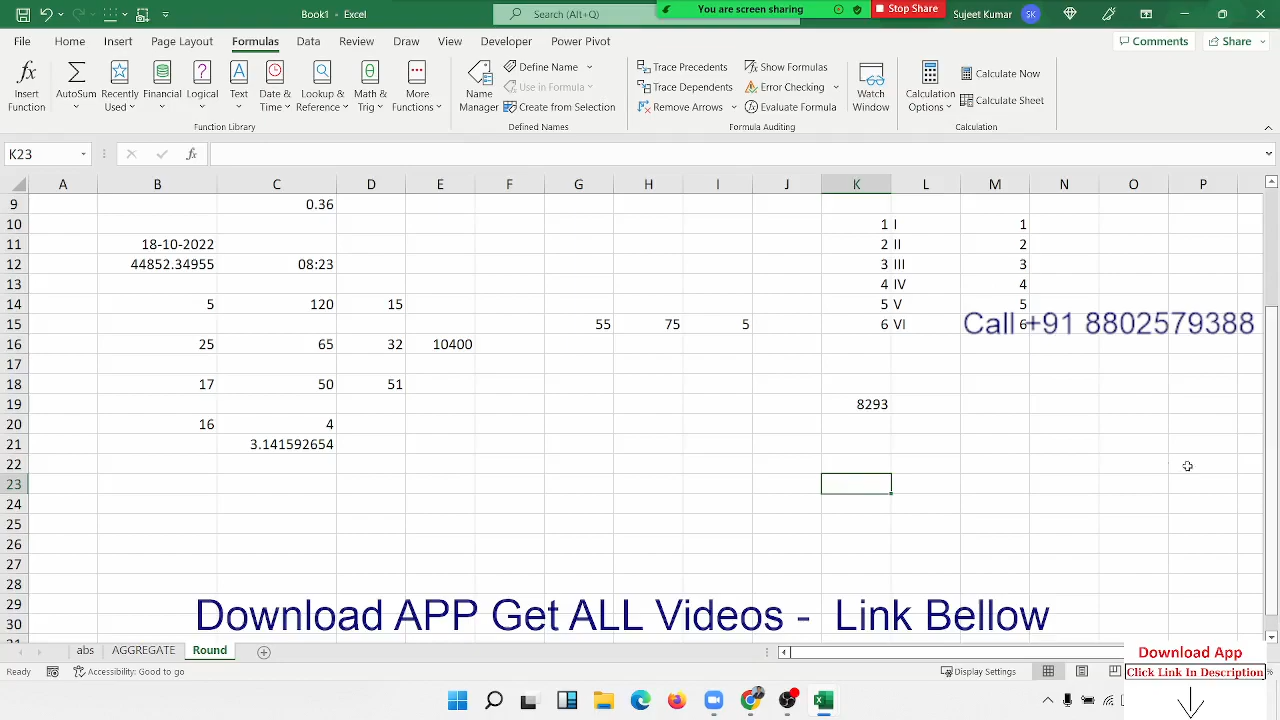 Book1 - Excel
Search (Alt+Q)
You are screen sharing
Stop Share
Sujeet Kumar
SK
File Home Insert Page Layout Formulas Data Review View Developer Power Pivot
Comments
Share
Insert Function
AutoSum
Recently Used
Financial
Logical
Text
Date & Time
Lookup & Reference
Math & Trig
More Functions
Function Library
Name Manager
Define Name
Use in Formula
Create from Selection
Defined Names
Trace Precedents
Trace Dependents
Remove Arrows
Show Formulas
Error Checking
Evaluate Formula
Formula Auditing
Watch Window
Calculation Options
Calculate Now
Calculate Sheet
Calculation
K23
fx
A B C D E F G H I J K L M N O P
9 0.36
10 1 I 1
11 18-10-2022 2 II 2
12 44852.34955 08:23 3 III 3
13 4 IV 4
14 5 120 15 5 V 5
15 55 75 5 6 VI 6
Call +91 8802579388
16 25 65 32 10400
17
18 17 50 51
19 8293
20 16 4
21 3.141592654
22
23
24
25
26
27
28
29
30
Download APP Get ALL Videos - Link Bellow
abs AGGREGATE Round
Ready
Accessibility: Good to go
Display Settings
Download App
Click Link In Description